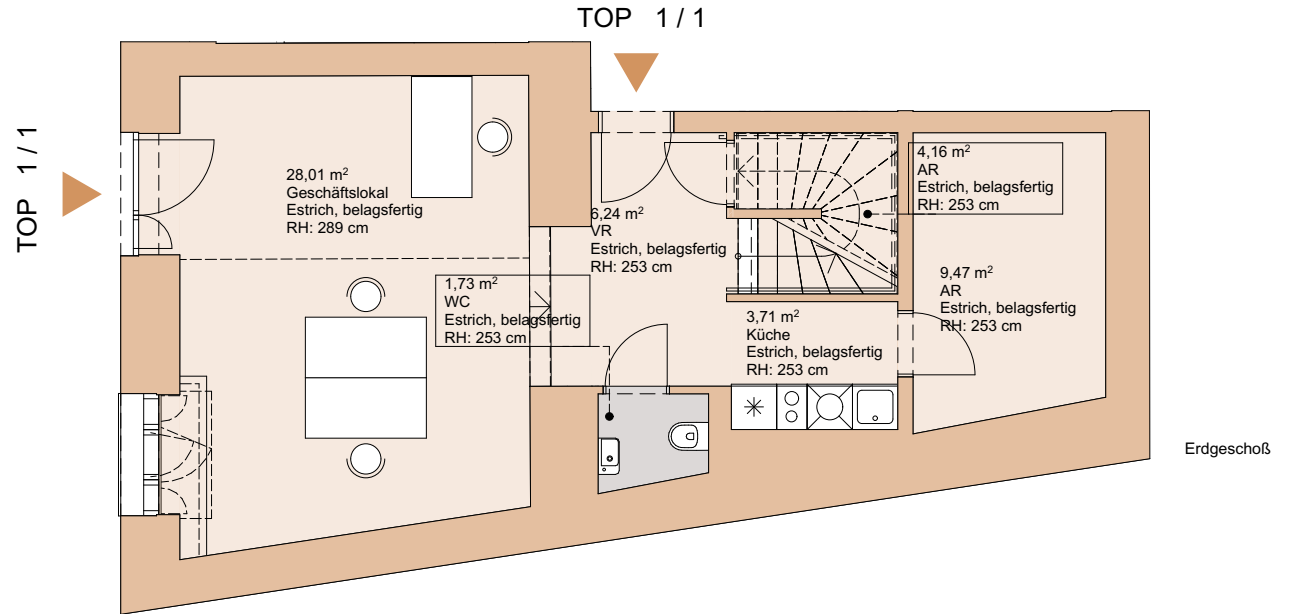 TOP 1 / 1
TOP 1 / 1
28,01 m²
Geschäftslokal
Estrich, belagsfertig
RH: 289 cm
6,24 m²
VR
Estrich, belagsfertig
RH: 253 cm
4,16 m²
AR
Estrich, belagsfertig
RH: 253 cm
1,73 m²
WC
Estrich, belagsfertig
RH: 253 cm
3,71 m²
Küche
Estrich, belagsfertig
RH: 253 cm
9,47 m²
AR
Estrich, belagsfertig
RH: 253 cm
Erdgeschoß